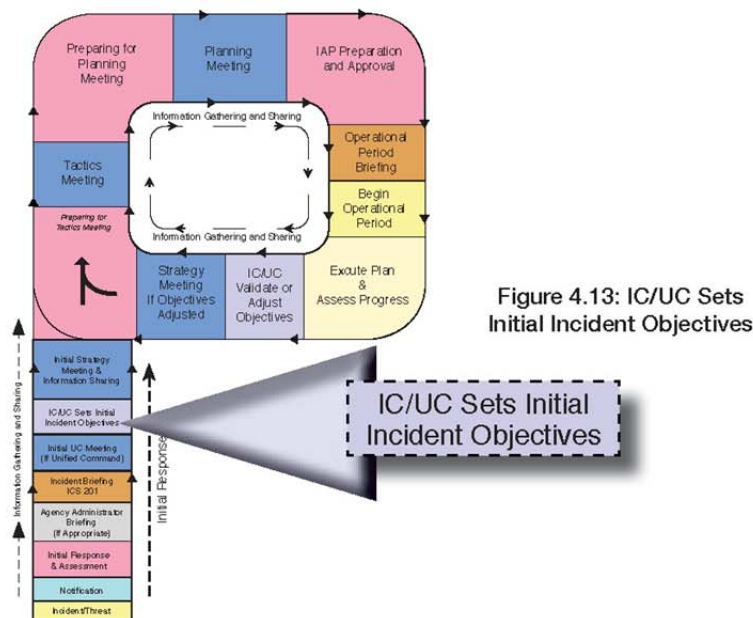 Preparing for
Planning
Meeting
Planning
Meeting
IAP Preparation
and Approval
Information Gathering and Sharing
Operational
Period
Briefing
Tactics
Meeting
Begin
Operational
Period
Preparing for
Tactics Meeting
Information Gathering and Sharing
Strategy
Meeting
If Objectives
Adjusted
IC/UC
Validate or
Adjust
Objectives
Excute Plan
&
Assess Progress
Figure 4.13: IC/UC Sets
Initial Incident Objectives
Initial Strategy
Meeting &
Information Sharing
IC/UC Sets Initial
Incident Objectives
Initial UC Meeting
(If Unified Command)
Incident Briefing
ICS 201
Agency Administrator
Briefing
(If Appropriate)
Initial Response
& Assessment
Notification
Incident/Threat
Information Gathering and Sharing
Initial Response
IC/UC Sets Initial
Incident Objectives